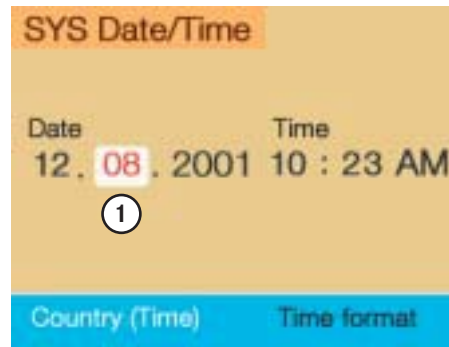 SYS Date/Time
Date Time
12. 08. 2001 10 : 23 AM
1
Country (Time) Time format